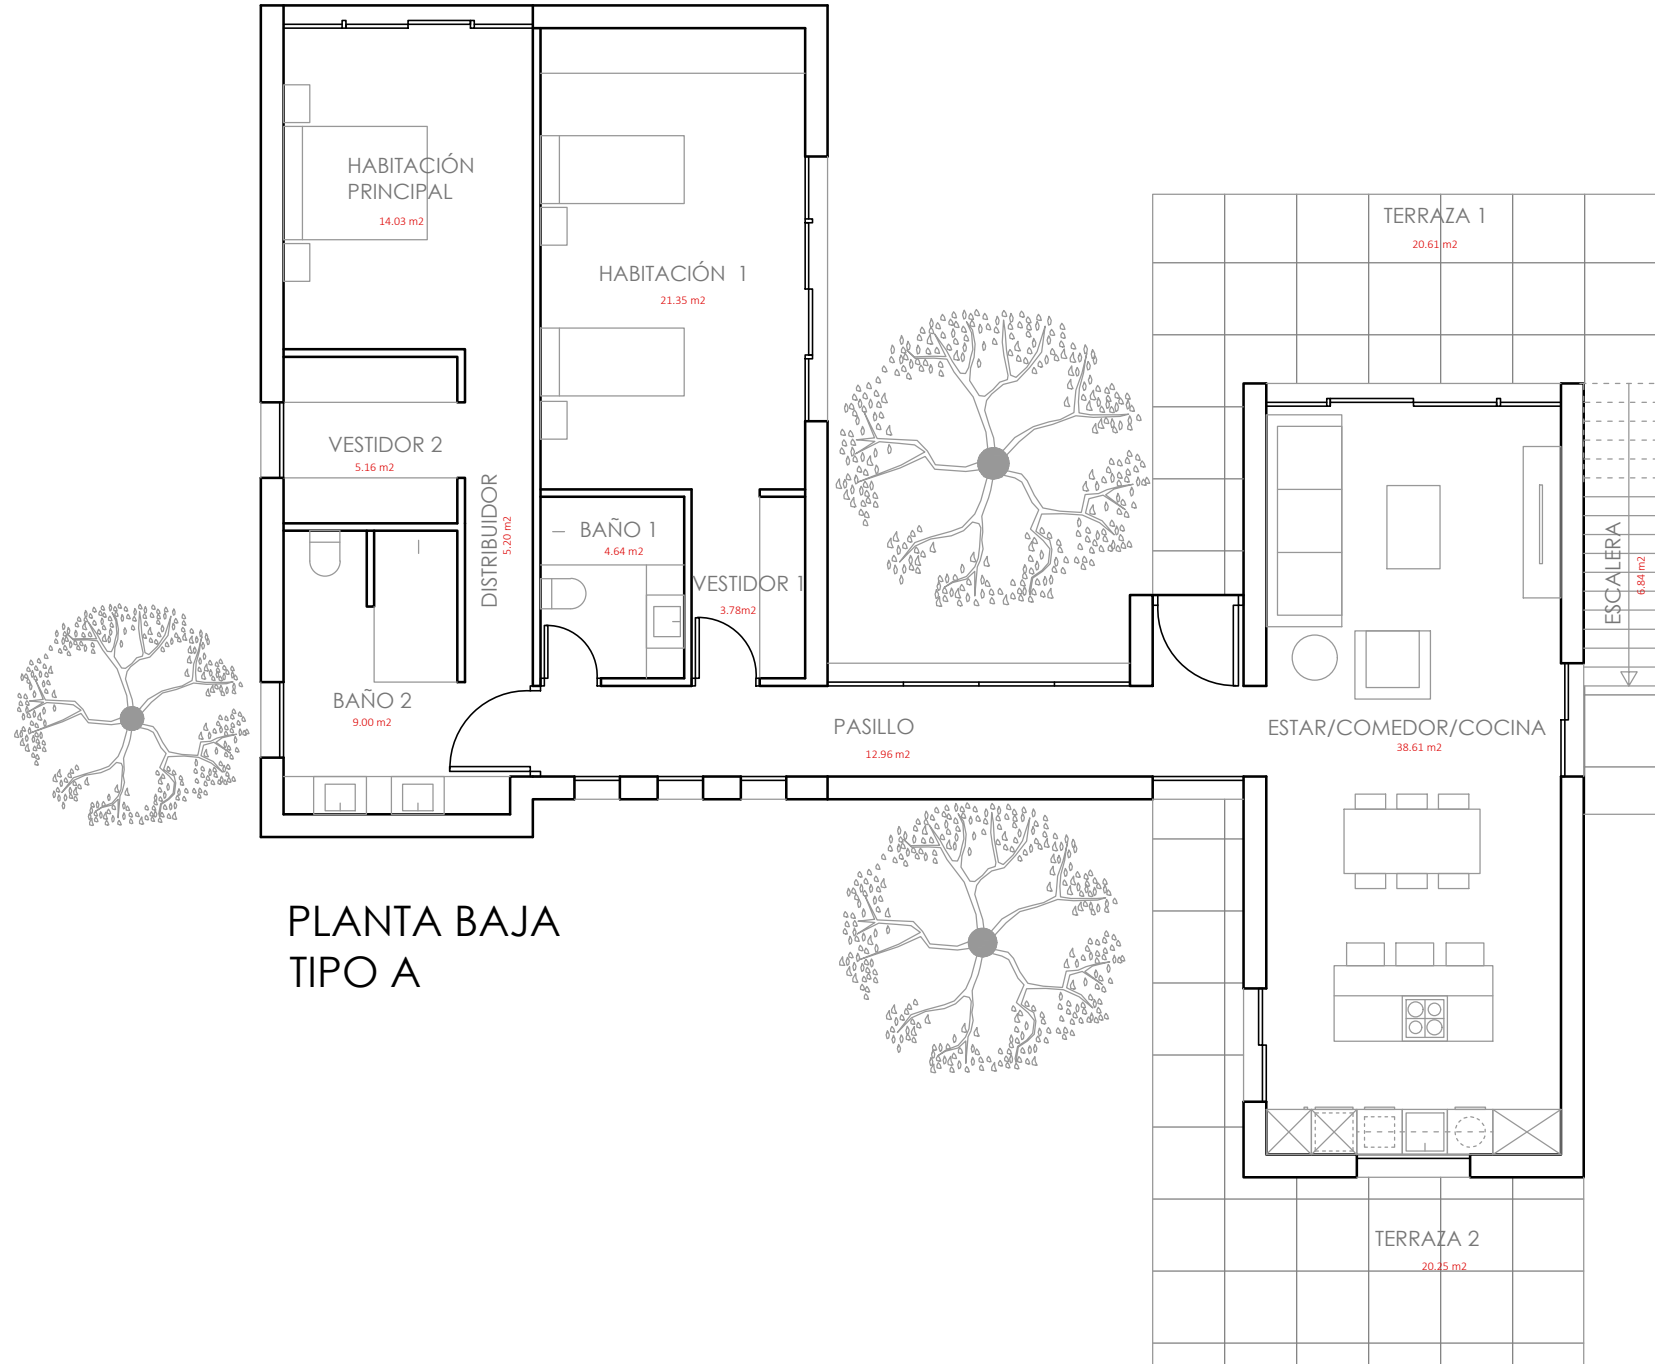 HABITACIÓN
PRINCIPAL
14.03 m2
HABITACIÓN 1
21.35 m2
TERRAZA 1
20.61 m2
VESTIDOR 2
5.16 m2
DISTRIBUIDOR
5.20 m2
BAÑO 1
4.64 m2
VESTIDOR 1
3.78m2
ESCALERA
6.84 m2
BAÑO 2
9.00 m2
PASILLO
12.96 m2
ESTAR/COMEDOR/COCINA
38.61 m2
PLANTA BAJA
TIPO A
TERRAZA 2
20.25 m2